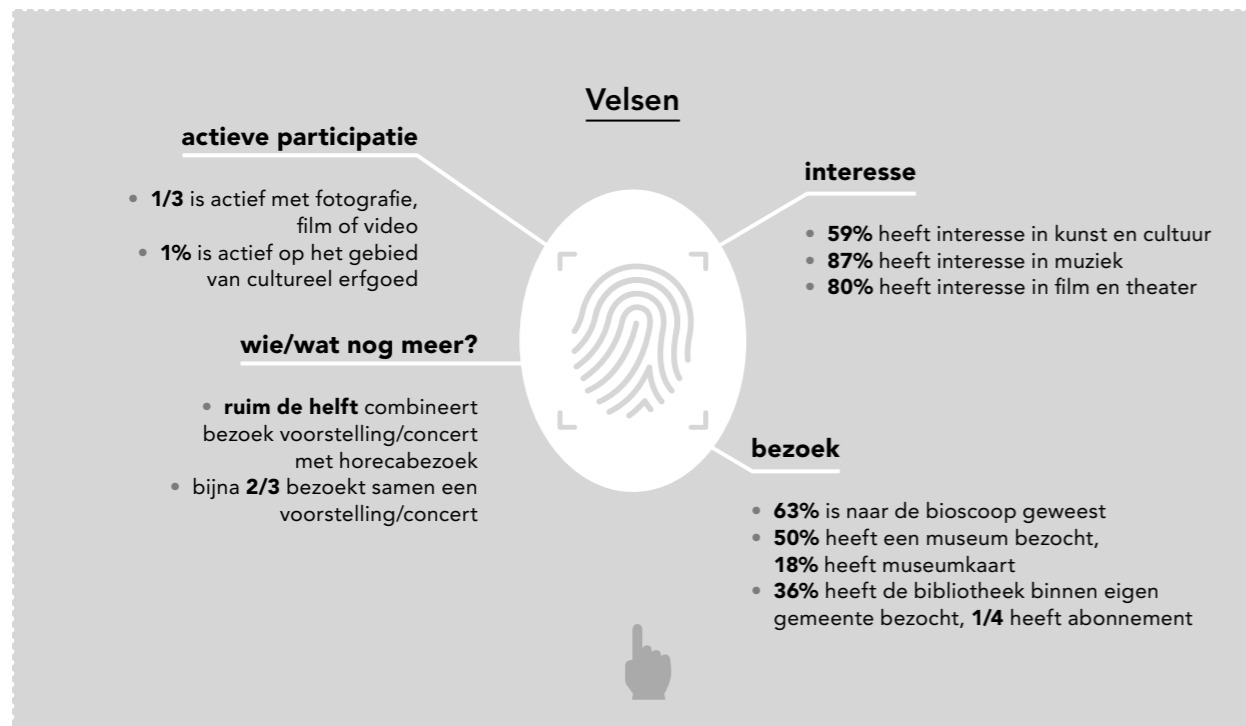 Velsen
actieve participatie
• 1/3 is actief met fotografie,
film of video
• 1% is actief op het gebied
van cultureel erfgoed
interesse
• 59% heeft interesse in kunst en cultuur
• 87% heeft interesse in muziek
• 80% heeft interesse in film en theater
wie/wat nog meer?
• ruim de helft combineert
bezoek voorstelling/concert
met horecabezoek
• bijna 2/3 bezoekt samen een
voorstelling/concert
bezoek
• 63% is naar de bioscoop geweest
• 50% heeft een museum bezocht,
18% heeft museumkaart
• 36% heeft de bibliotheek binnen eigen
gemeente bezocht, 1/4 heeft abonnement